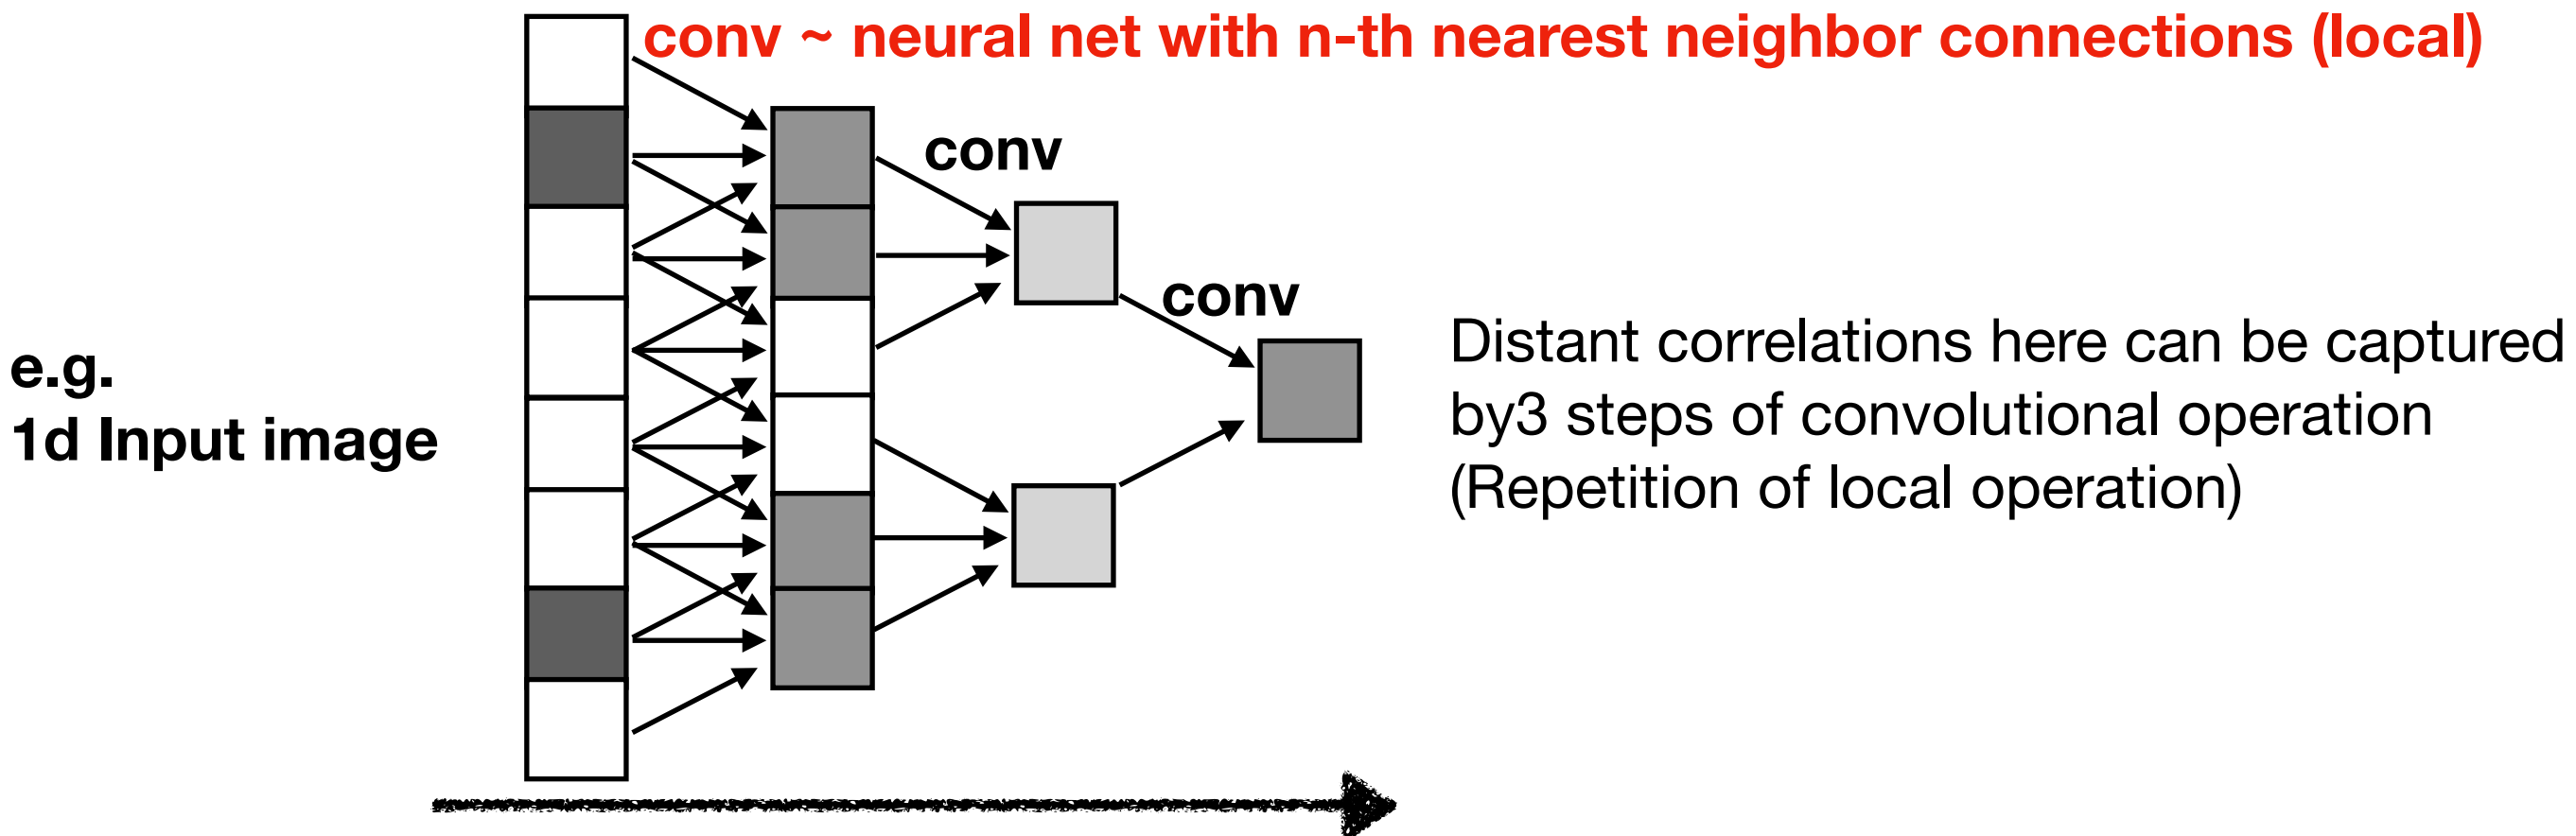 conv ~ neural net with n-th nearest neighbor connections (local)
conv
conv
e.g.
1d Input image
Distant correlations here can be captured
by3 steps of convolutional operation
(Repetition of local operation)